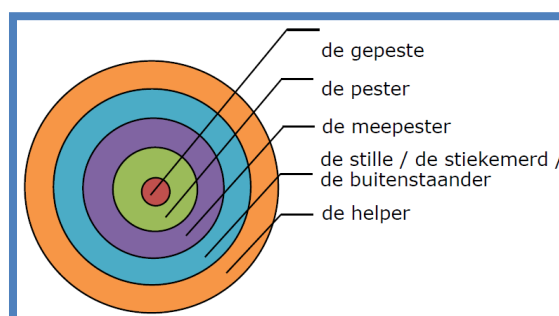 de gepeste
de pester
de meepester
de stille / de stiekemerd /
de buitenstaander
de helper